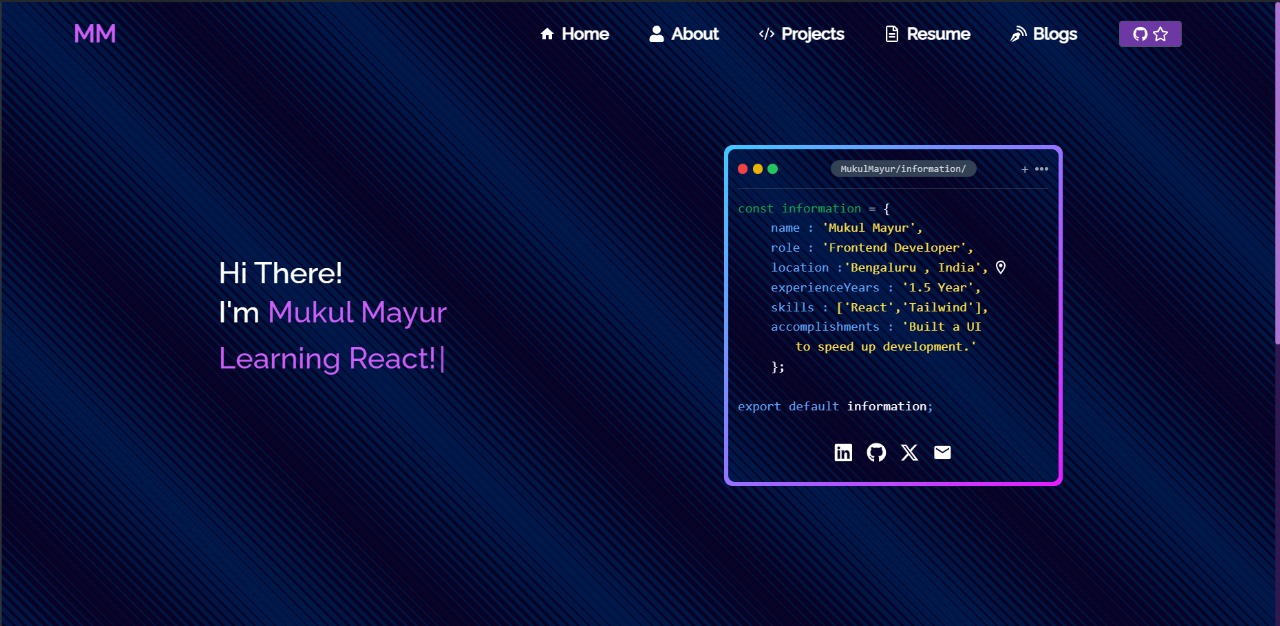 MM
Home About Projects Resume Blogs
Hi There!
I'm Mukul Mayur
Learning React!|
MukulMayur/information/
const information = {
name : 'Mukul Mayur',
role : 'Frontend Developer',
location :'Bengaluru , India',
experienceYears : '1.5 Year',
skills : ['React','Tailwind'],
accomplishments : 'Built a UI
to speed up development.'
};
export default information;